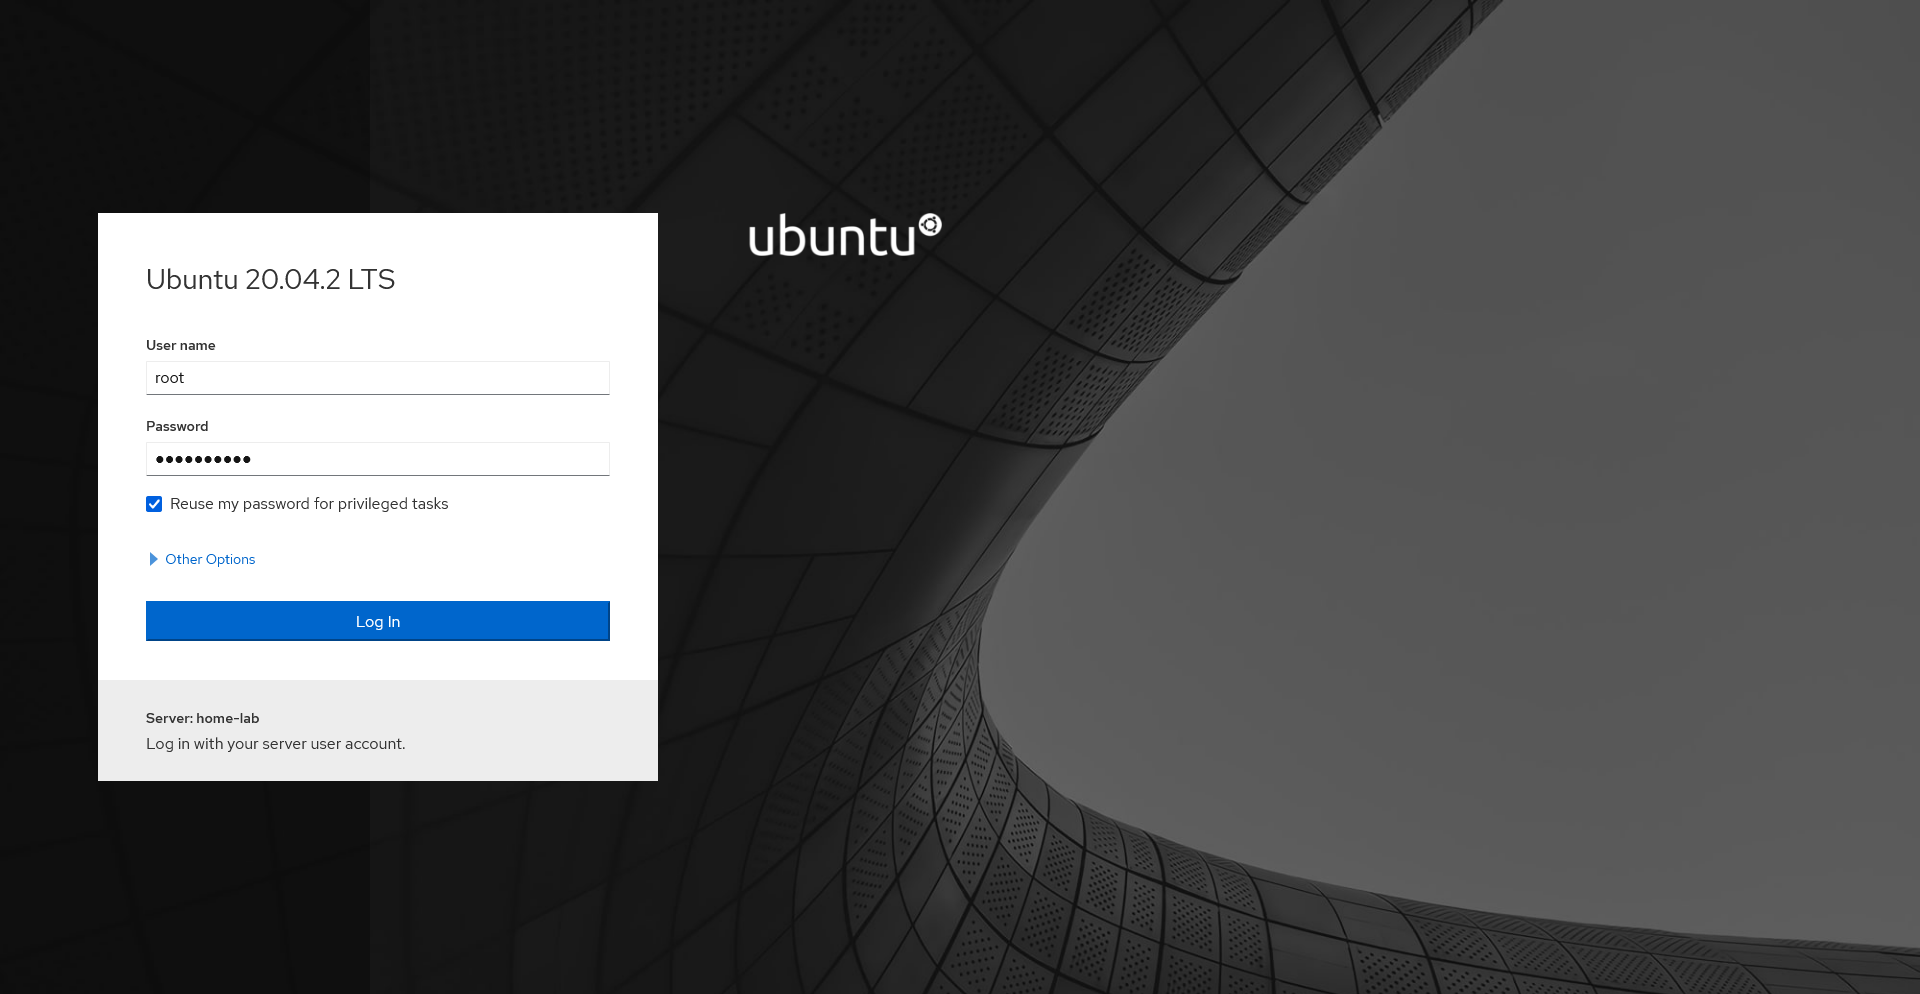 Ubuntu 20.04.2 LTS
User name
root
Password
••••••••••
Reuse my password for privileged tasks
Other Options
Log In
Server: home-lab
Log in with your server user account.
ubuntu